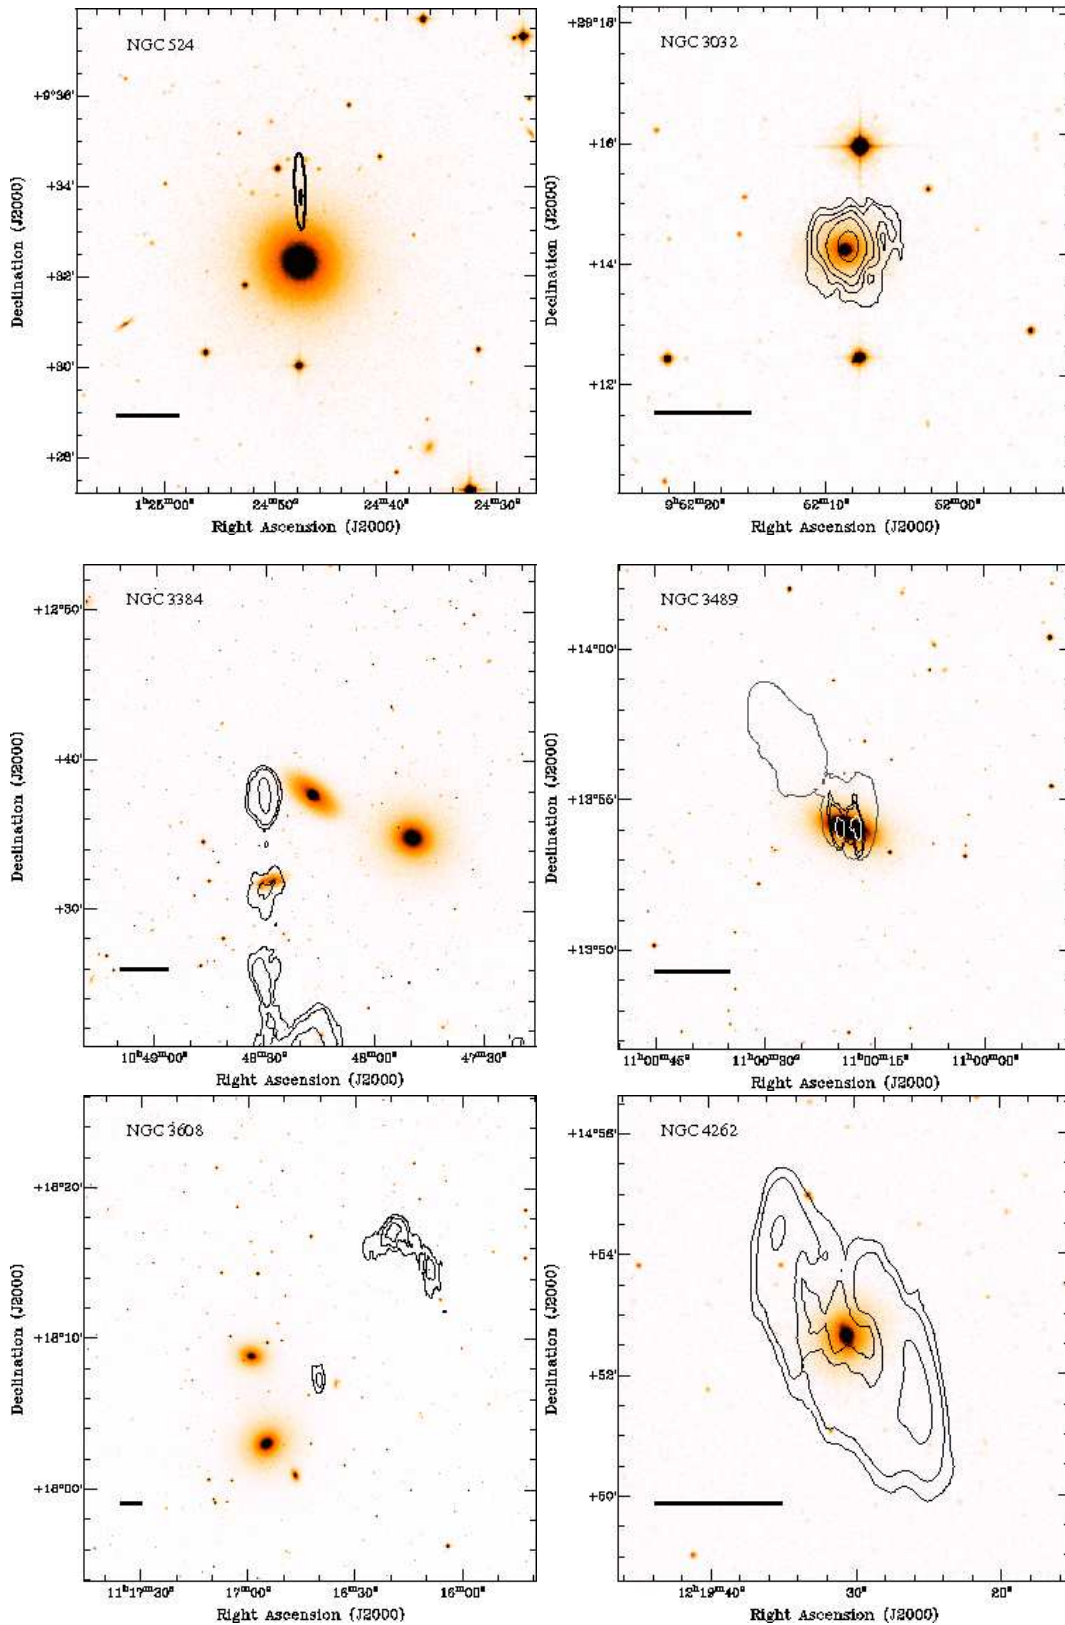 NGC 524
+9°36'
+34'
+32'
+30'
+28'
Declination (J2000)
1ʰ25ᵐ00ˢ
24ᵐ50ˢ
24ᵐ40ˢ
24ᵐ30ˢ
Right Ascension (J2000)
NGC 3032
+29°18'
+16'
+14'
+12'
Declination (J2000)
9ʰ52ᵐ20ˢ
52ᵐ10ˢ
52ᵐ00ˢ
Right Ascension (J2000)
NGC 3384
+12°50'
+40'
+30'
Declination (J2000)
10ʰ49ᵐ00ˢ
48ᵐ30ˢ
48ᵐ00ˢ
47ᵐ30ˢ
Right Ascension (J2000)
NGC 3489
+14°00'
+13°55'
+13°50'
Declination (J2000)
11ʰ00ᵐ45ˢ
11ʰ00ᵐ30ˢ
11ʰ00ᵐ15ˢ
11ʰ00ᵐ00ˢ
Right Ascension (J2000)
NGC 3608
+18°20'
+18°10'
+18°00'
Declination (J2000)
11ʰ17ᵐ30ˢ
17ᵐ00ˢ
16ᵐ30ˢ
16ᵐ00ˢ
Right Ascension (J2000)
NGC 4262
+14°56'
+54'
+52'
+50'
Declination (J2000)
12ʰ19ᵐ40ˢ
30ˢ
20ˢ
Right Ascension (J2000)